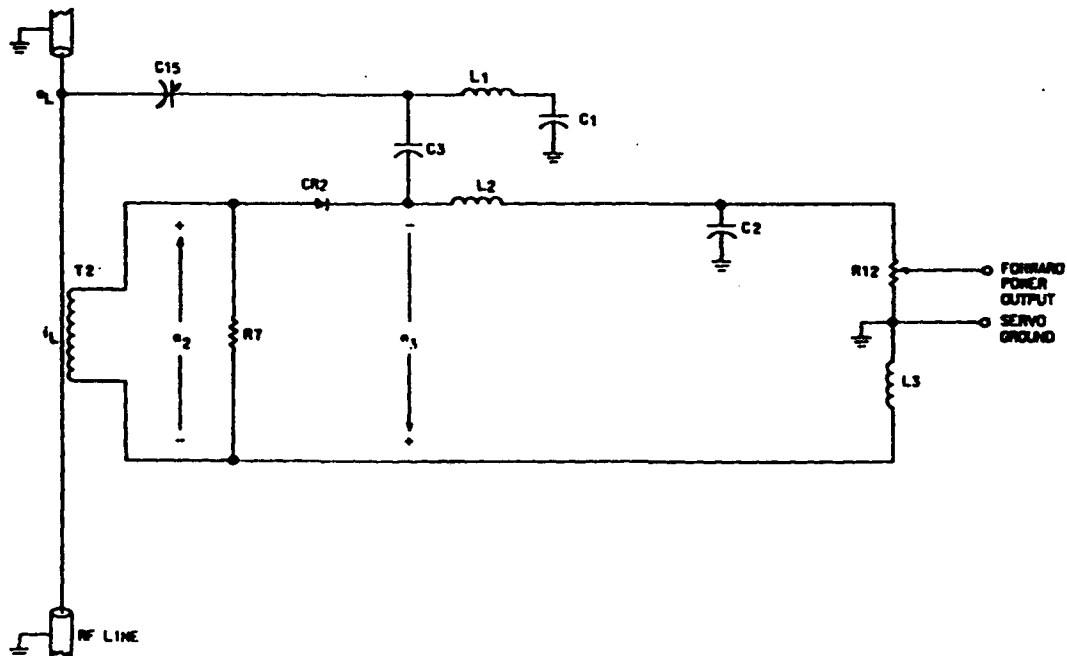 C15
L1
eL
C1
C3
CR2
L2
+
−
C2
T2
R12
FORWARD
POWER
OUTPUT
iL
e2
R7
e3
SERVO
GROUND
L3
−
+
RF LINE